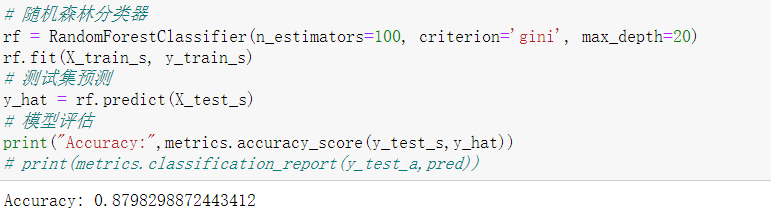 # 随机森林分类器
rf = RandomForestClassifier(n_estimators=100, criterion='gini', max_depth=20)
rf.fit(X_train_s, y_train_s)
# 测试集预测
y_hat = rf.predict(X_test_s)
# 模型评估
print("Accuracy:",metrics.accuracy_score(y_test_s,y_hat))
# print(metrics.classification_report(y_test_a,pred))
Accuracy: 0.8798298872443412